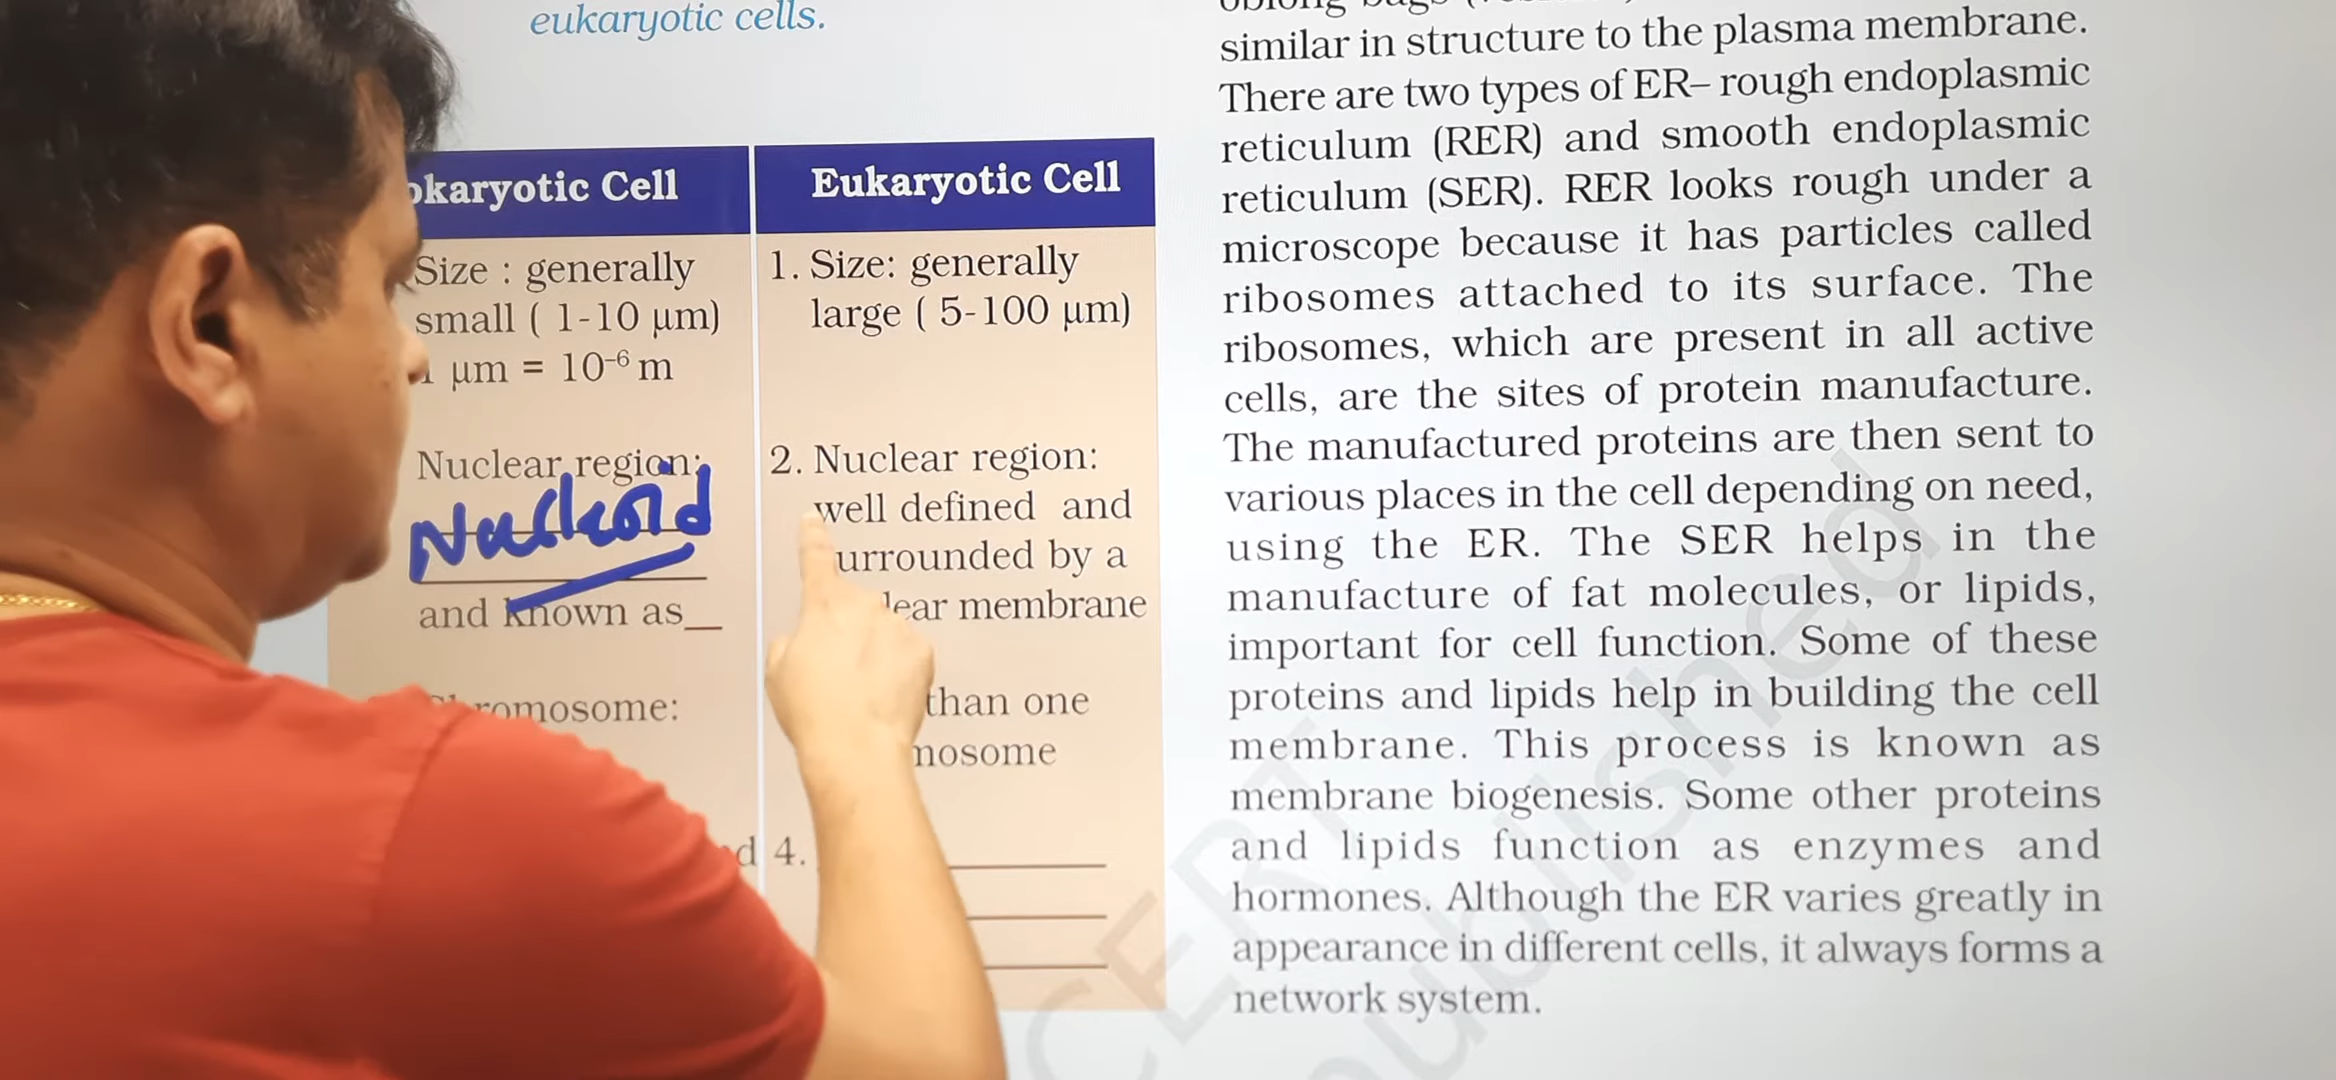 eukaryotic cells.
okaryotic Cell
Size : generally
small ( 1-10 μm)
1 μm = 10⁻⁶ m
Nuclear region:
Nucleoid
and known as_
romosome:
d
Eukaryotic Cell
1. Size: generally
large ( 5-100 μm)
2. Nuclear region:
well defined and
urrounded by a
lear membrane
than one
mosome
4.
similar in structure to the plasma membrane.
There are two types of ER– rough endoplasmic
reticulum (RER) and smooth endoplasmic
reticulum (SER). RER looks rough under a
microscope because it has particles called
ribosomes attached to its surface. The
ribosomes, which are present in all active
cells, are the sites of protein manufacture.
The manufactured proteins are then sent to
various places in the cell depending on need,
using the ER. The SER helps in the
manufacture of fat molecules, or lipids,
important for cell function. Some of these
proteins and lipids help in building the cell
membrane. This process is known as
membrane biogenesis. Some other proteins
and lipids function as enzymes and
hormones. Although the ER varies greatly in
appearance in different cells, it always forms a
network system.
CERT
published